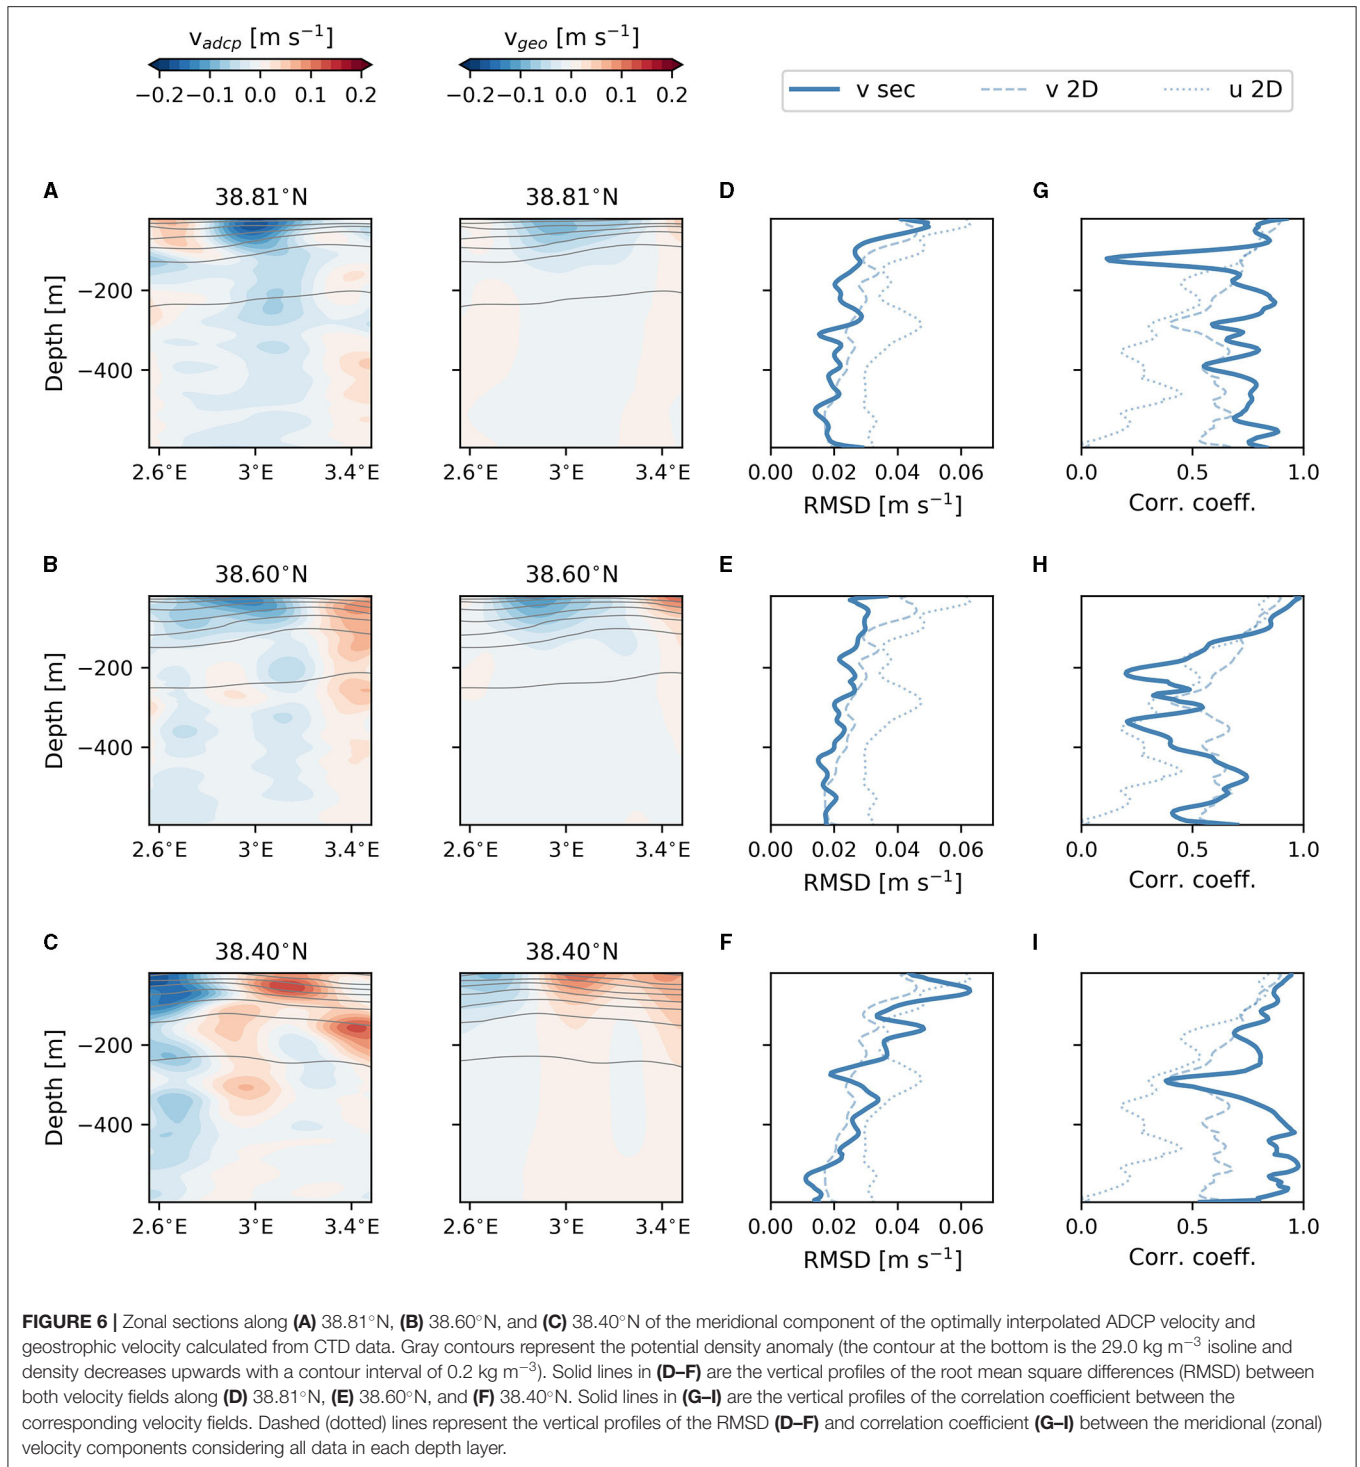 v_adcp [m s⁻¹]
v_geo [m s⁻¹]
−0.2 −0.1 0.0 0.1 0.2
−0.2 −0.1 0.0 0.1 0.2
v sec
v 2D
u 2D
A
38.81°N
38.81°N
D
G
Depth [m]
−200
−400
2.6°E 3°E 3.4°E
2.6°E 3°E 3.4°E
0.00 0.02 0.04 0.06
RMSD [m s⁻¹]
0.0 0.5 1.0
Corr. coeff.
B
38.60°N
38.60°N
E
H
Depth [m]
−200
−400
2.6°E 3°E 3.4°E
2.6°E 3°E 3.4°E
0.00 0.02 0.04 0.06
RMSD [m s⁻¹]
0.0 0.5 1.0
Corr. coeff.
C
38.40°N
38.40°N
F
I
Depth [m]
−200
−400
2.6°E 3°E 3.4°E
2.6°E 3°E 3.4°E
0.00 0.02 0.04 0.06
RMSD [m s⁻¹]
0.0 0.5 1.0
Corr. coeff.
FIGURE 6 | Zonal sections along (A) 38.81°N, (B) 38.60°N, and (C) 38.40°N of the meridional component of the optimally interpolated ADCP velocity and
geostrophic velocity calculated from CTD data. Gray contours represent the potential density anomaly (the contour at the bottom is the 29.0 kg m⁻³ isoline and
density decreases upwards with a contour interval of 0.2 kg m⁻³). Solid lines in (D–F) are the vertical profiles of the root mean square differences (RMSD) between
both velocity fields along (D) 38.81°N, (E) 38.60°N, and (F) 38.40°N. Solid lines in (G–I) are the vertical profiles of the correlation coefficient between the
corresponding velocity fields. Dashed (dotted) lines represent the vertical profiles of the RMSD (D–F) and correlation coefficient (G–I) between the meridional (zonal)
velocity components considering all data in each depth layer.